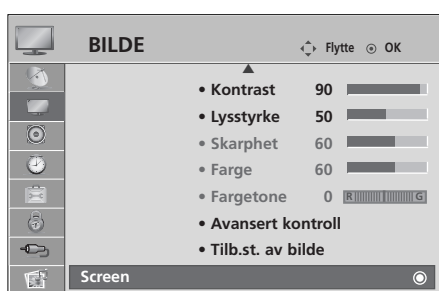 BILDE Flytte OK
• Kontrast 90
• Lysstyrke 50
• Skarphet 60
• Farge 60
• Fargetone 0 R G
• Avansert kontroll
• Tilb.st. av bilde
Screen